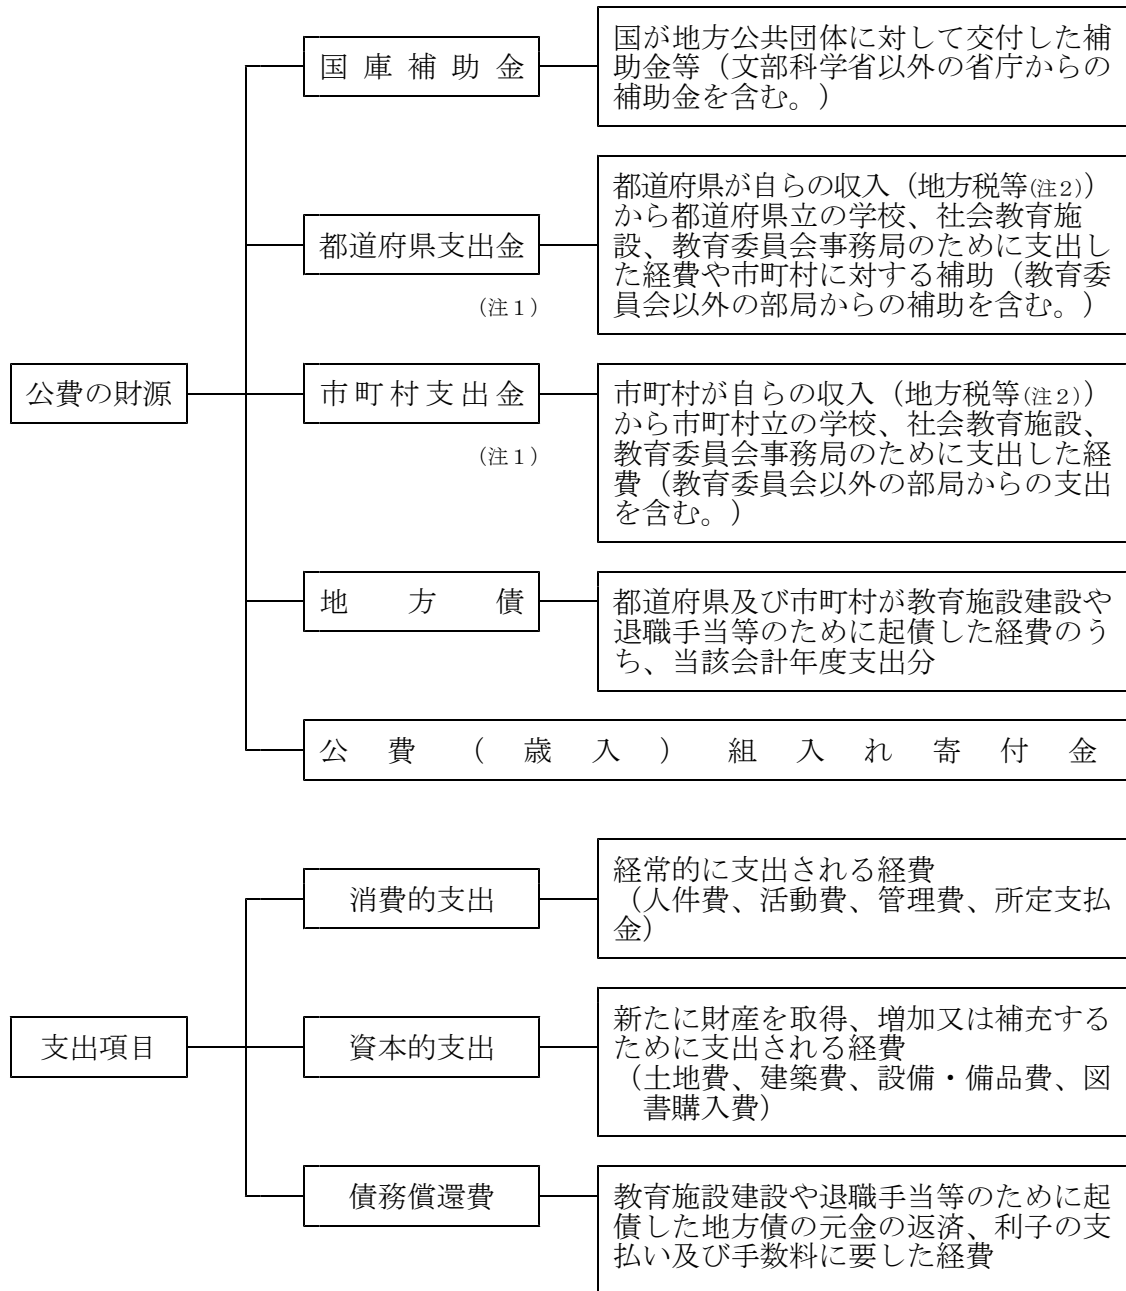 国庫補助金
国が地方公共団体に対して交付した補
助金等（文部科学省以外の省庁からの
補助金を含む。）
都道府県支出金
（注１）
都道府県が自らの収入（地方税等（注２））
から都道府県立の学校、社会教育施
設、教育委員会事務局のために支出し
た経費や市町村に対する補助（教育委
員会以外の部局からの補助を含む。）
公費の財源
市町村支出金
（注１）
市町村が自らの収入（地方税等（注２））
から市町村立の学校、社会教育施設、
教育委員会事務局のために支出した経
費（教育委員会以外の部局からの支出
を含む。）
地方債
都道府県及び市町村が教育施設建設や
退職手当等のために起債した経費のう
ち、当該会計年度支出分
公費（歳入）組入れ寄付金
消費的支出
経常的に支出される経費
（人件費、活動費、管理費、所定支払
金）
支出項目
資本的支出
新たに財産を取得、増加又は補充する
ために支出される経費
（土地費、建築費、設備・備品費、図
書購入費）
債務償還費
教育施設建設や退職手当等のために起
債した地方債の元金の返済、利子の支
払い及び手数料に要した経費